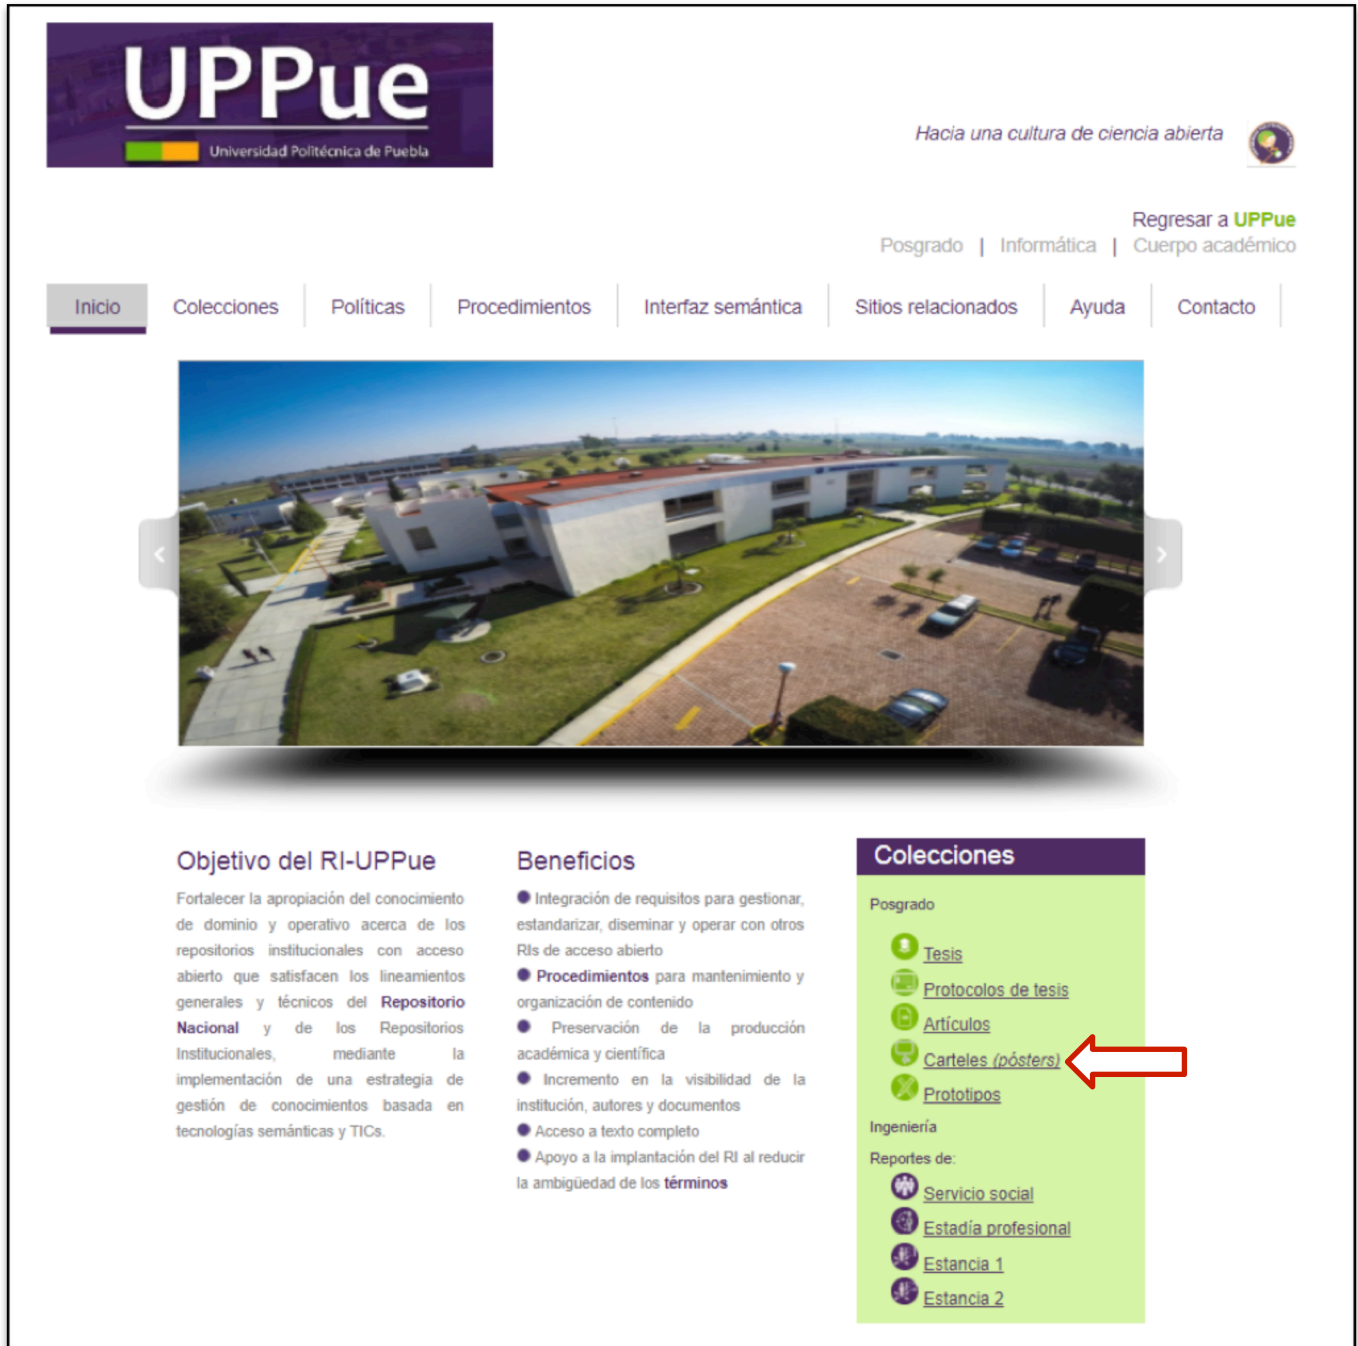 UPPue
Universidad Politécnica de Puebla
Hacia una cultura de ciencia abierta
Regresar a UPPue
Posgrado | Informática | Cuerpo académico
Inicio Colecciones Políticas Procedimientos Interfaz semántica Sitios relacionados Ayuda Contacto
Objetivo del RI-UPPue
Fortalecer la apropiación del conocimiento
de dominio y operativo acerca de los
repositorios institucionales con acceso
abierto que satisfacen los lineamientos
generales y técnicos del Repositorio
Nacional y de los Repositorios
Institucionales, mediante la
implementación de una estrategia de
gestión de conocimientos basada en
tecnologías semánticas y TICs.
Beneficios
Integración de requisitos para gestionar,
estandarizar, diseminar y operar con otros
RIs de acceso abierto
Procedimientos para mantenimiento y
organización de contenido
Preservación de la producción
académica y científica
Incremento en la visibilidad de la
institución, autores y documentos
Acceso a texto completo
Apoyo a la implantación del RI al reducir
la ambigüedad de los términos
Colecciones
Posgrado
Tesis
Protocolos de tesis
Artículos
Carteles (pósters)
Prototipos
Ingeniería
Reportes de:
Servicio social
Estadía profesional
Estancia 1
Estancia 2